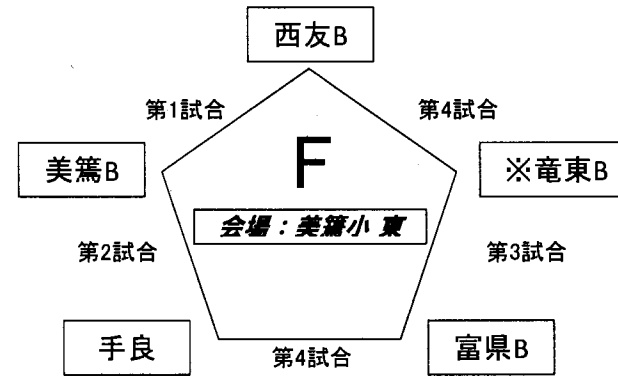 西友B
第1試合
第4試合
F
美篶B
※竜東B
会場：美篶小 東
第2試合
第3試合
手良
富県B
第4試合